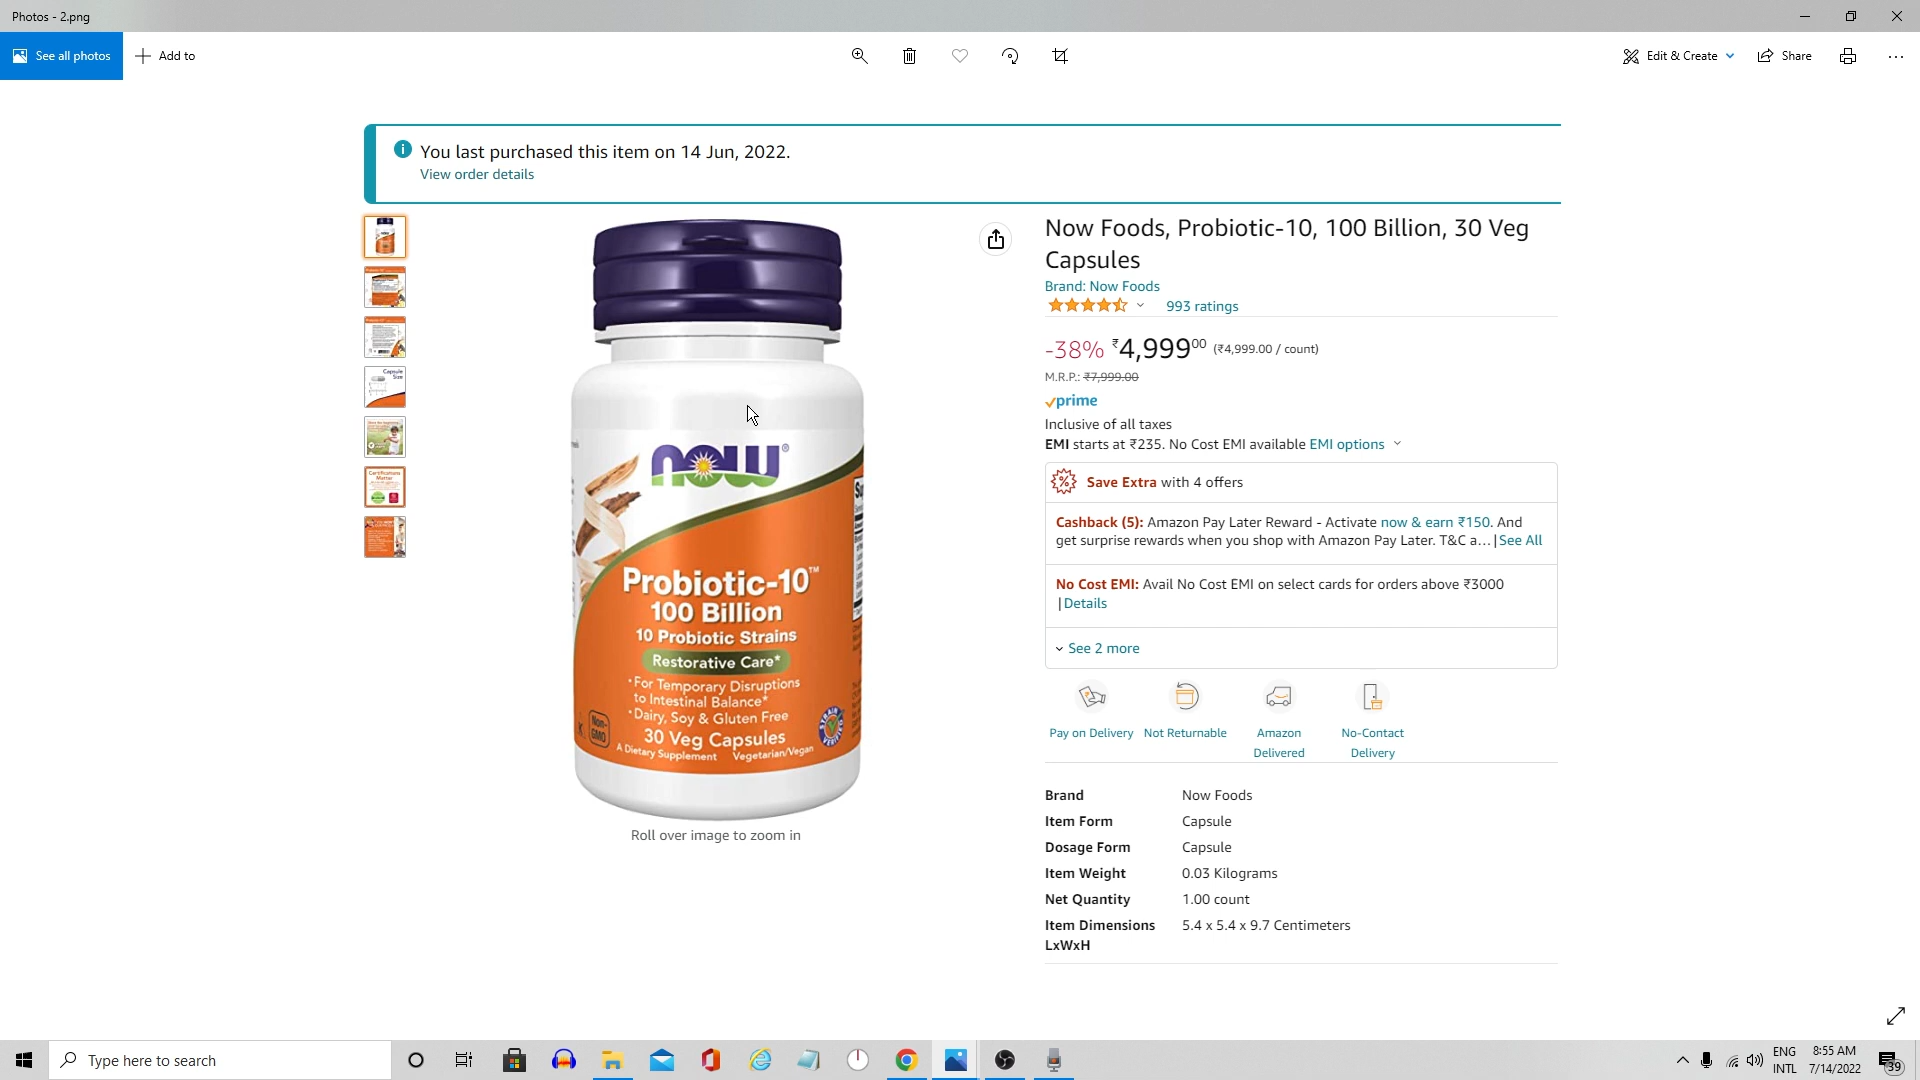 Photos - 2.png
See all photos
Add to
Edit & Create
Share
You last purchased this item on 14 Jun, 2022.
View order details
Now Foods, Probiotic-10, 100 Billion, 30 Veg
Capsules
Brand: Now Foods
993 ratings
-38% ₹4,99900 (₹4,999.00 / count)
M.R.P.: ₹7,999.00
prime
Inclusive of all taxes
EMI starts at ₹235. No Cost EMI available EMI options
Save Extra with 4 offers
Cashback (5): Amazon Pay Later Reward - Activate now & earn ₹150. And
get surprise rewards when you shop with Amazon Pay Later. T&C a... | See All
No Cost EMI: Avail No Cost EMI on select cards for orders above ₹3000
| Details
See 2 more
Pay on Delivery
Not Returnable
Amazon
Delivered
No-Contact
Delivery
Brand Now Foods
Item Form Capsule
Dosage Form Capsule
Item Weight 0.03 Kilograms
Net Quantity 1.00 count
Item Dimensions 5.4 x 5.4 x 9.7 Centimeters
LxWxH
Capsule
Size
NOW®
Probiotic-10™
100 Billion
10 Probiotic Strains
Restorative Care*
• For Temporary Disruptions
to Intestinal Balance*
• Dairy, Soy & Gluten Free
30 Veg Capsules
A Dietary Supplement Vegetarian/Vegan
Non-
GMO
Roll over image to zoom in
Type here to search
ENG
INTL
8:55 AM
7/14/2022
39